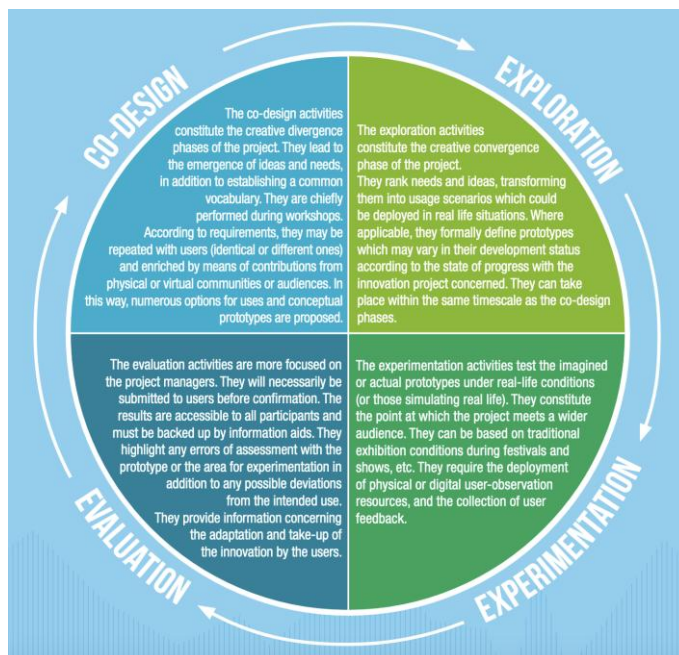 CO-DESIGN
The co-design activities
constitute the creative divergence
phases of the project. They lead to
the emergence of ideas and needs,
in addition to establishing a common
vocabulary. They are chiefly
performed during workshops.
According to requirements, they may be
repeated with users (identical or different ones)
and enriched by means of contributions from
physical or virtual communities or audiences. In
this way, numerous options for uses and conceptual
prototypes are proposed.
EXPLORATION
The exploration activities
constitute the creative convergence
phase of the project.
They rank needs and ideas, transforming
them into usage scenarios which could
be deployed in real life situations. Where
applicable, they formally define prototypes
which may vary in their development status
according to the state of progress with the
innovation project concerned. They can take
place within the same timescale as the co-design
phases.
EXPERIMENTATION
The experimentation activities test the imagined
or actual prototypes under real-life conditions
(or those simulating real life). They constitute
the point at which the project meets a wider
audience. They can be based on traditional
exhibition conditions during festivals and
shows, etc. They require the deployment
of physical or digital user-observation
resources, and the collection of user
feedback.
EVALUATION
The evaluation activities are more focused on
the project managers. They will necessarily be
submitted to users before confirmation. The
results are accessible to all participants and
must be backed up by information aids. They
highlight any errors of assessment with the
prototype or the area for experimentation in
addition to any possible deviations
from the intended use.
They provide information concerning
the adaptation and take-up of
the innovation by the users.